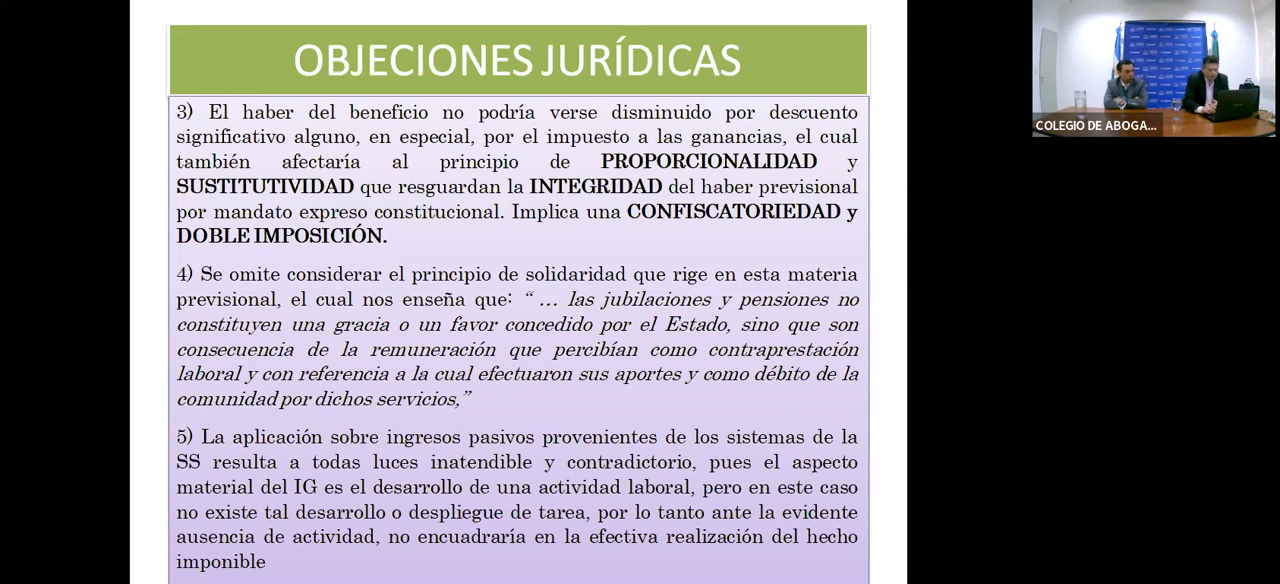 OBJECIONES JURÍDICAS
3) El haber del beneficio no podría verse disminuido por descuento
significativo alguno, en especial, por el impuesto a las ganancias, el cual
también afectaría al principio de PROPORCIONALIDAD y
SUSTITUTIVIDAD que resguardan la INTEGRIDAD del haber previsional
por mandato expreso constitucional. Implica una CONFISCATORIEDAD y
DOBLE IMPOSICIÓN.
4) Se omite considerar el principio de solidaridad que rige en esta materia
previsional, el cual nos enseña que: “ … las jubilaciones y pensiones no
constituyen una gracia o un favor concedido por el Estado, sino que son
consecuencia de la remuneración que percibían como contraprestación
laboral y con referencia a la cual efectuaron sus aportes y como débito de la
comunidad por dichos servicios,”
5) La aplicación sobre ingresos pasivos provenientes de los sistemas de la
SS resulta a todas luces inatendible y contradictorio, pues el aspecto
material del IG es el desarrollo de una actividad laboral, pero en este caso
no existe tal desarrollo o despliegue de tarea, por lo tanto ante la evidente
ausencia de actividad, no encuadraría en la efectiva realización del hecho
imponible
COLEGIO DE ABOGA...